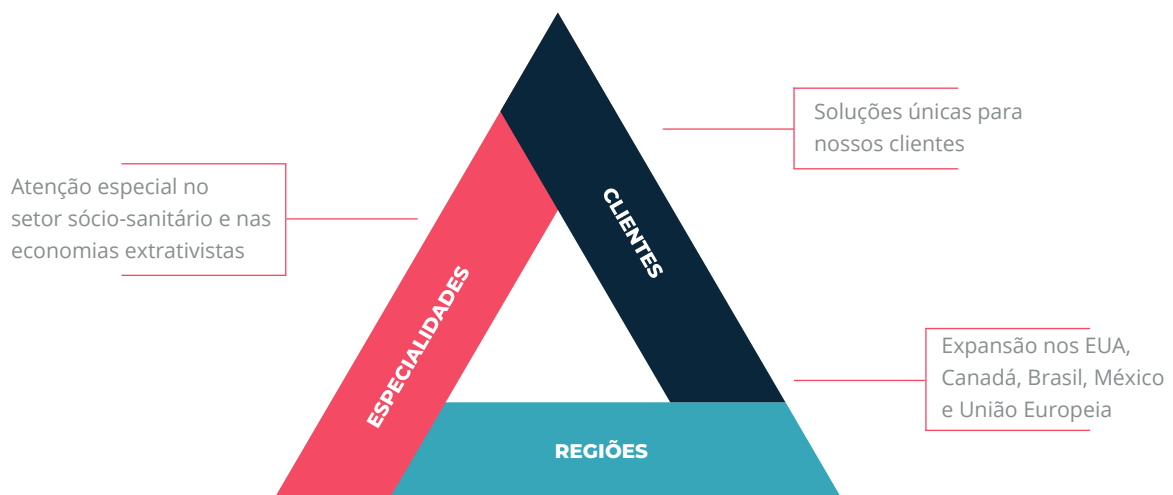 Soluções únicas para
nossos clientes
Atenção especial no
setor sócio-sanitário e nas
economias extrativistas
CLIENTES
ESPECIALIDADES
Expansão nos EUA,
Canadá, Brasil, México
e União Europeia
REGIÕES